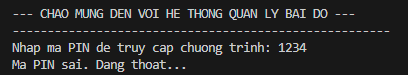 --- CHAO MUNG DEN VOI HE THONG QUAN LY BAI DO ---
---------------------------------------------------
Nhap ma PIN de truy cap chuong trinh: 1234
Ma PIN sai. Dang thoat...